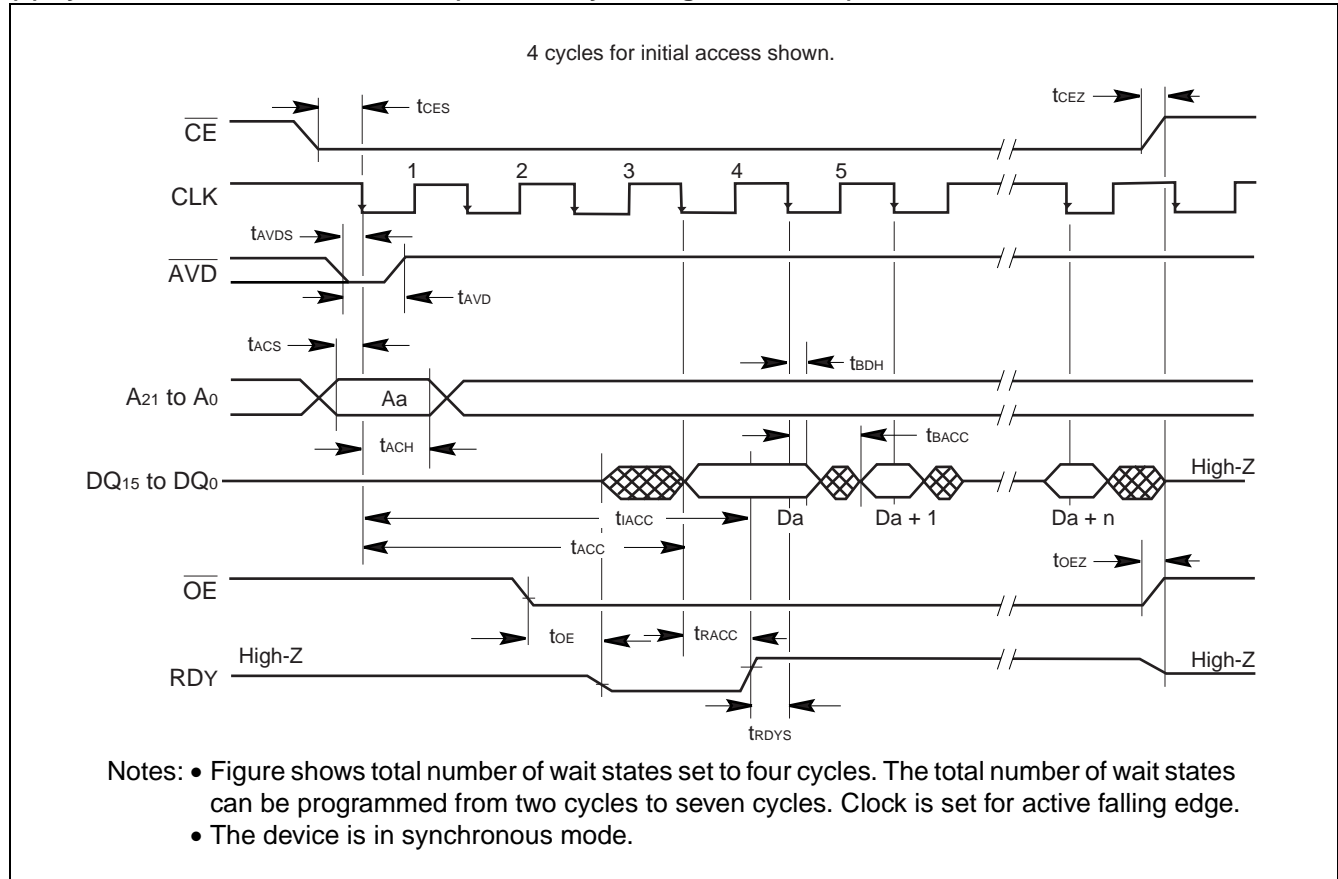 4 cycles for initial access shown.
tCES
tCEZ
CE
1 2 3 4 5
CLK
tAVDS
AVD
tAVD
tACS
tBDH
A21 to A0
Aa
tACH
tBACC
DQ15 to DQ0
High-Z
tIACC
Da
Da + 1
Da + n
tACC
tOEZ
OE
tOE
tRACC
High-Z
High-Z
RDY
tRDYS
Notes: • Figure shows total number of wait states set to four cycles. The total number of wait states
can be programmed from two cycles to seven cycles. Clock is set for active falling edge.
• The device is in synchronous mode.